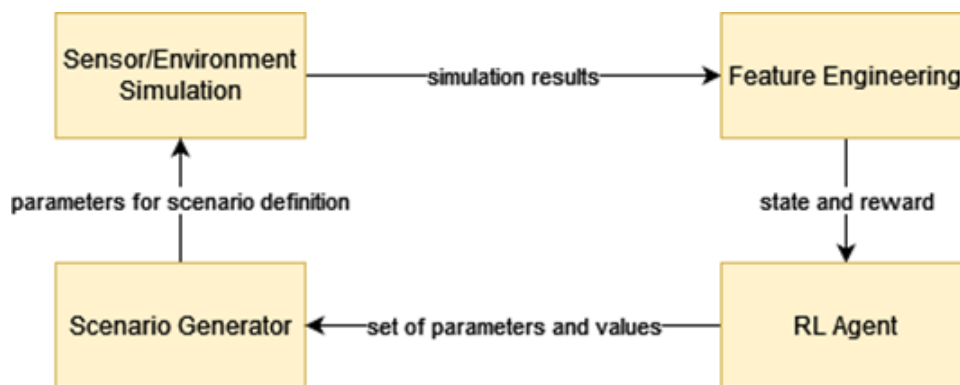 Sensor/Environment
Simulation
simulation results
Feature Engineering
parameters for scenario definition
state and reward
Scenario Generator
set of parameters and values
RL Agent